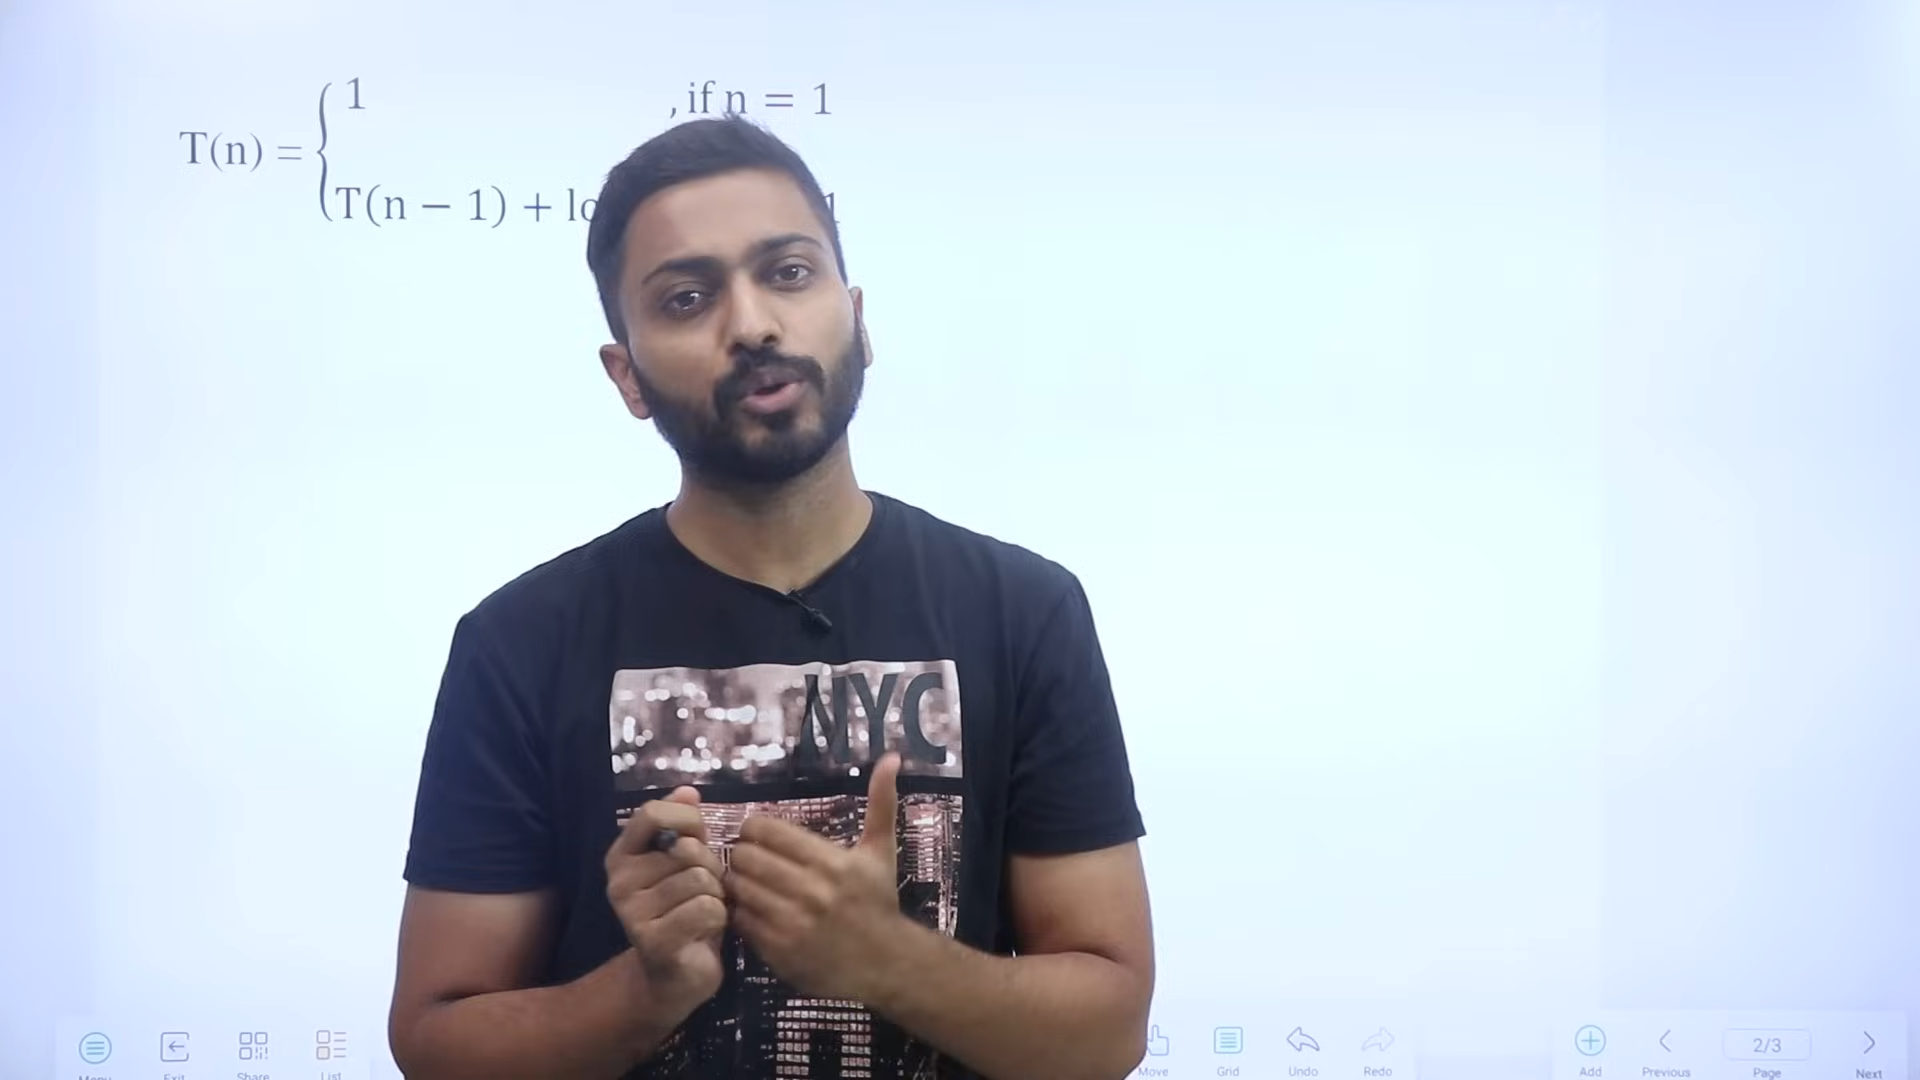 1 , if n = 1
T(n) =
T(n − 1) + 1
NYC
Menu Exit Share List Move Grid Undo Redo Add Previous 2/3 Page Next